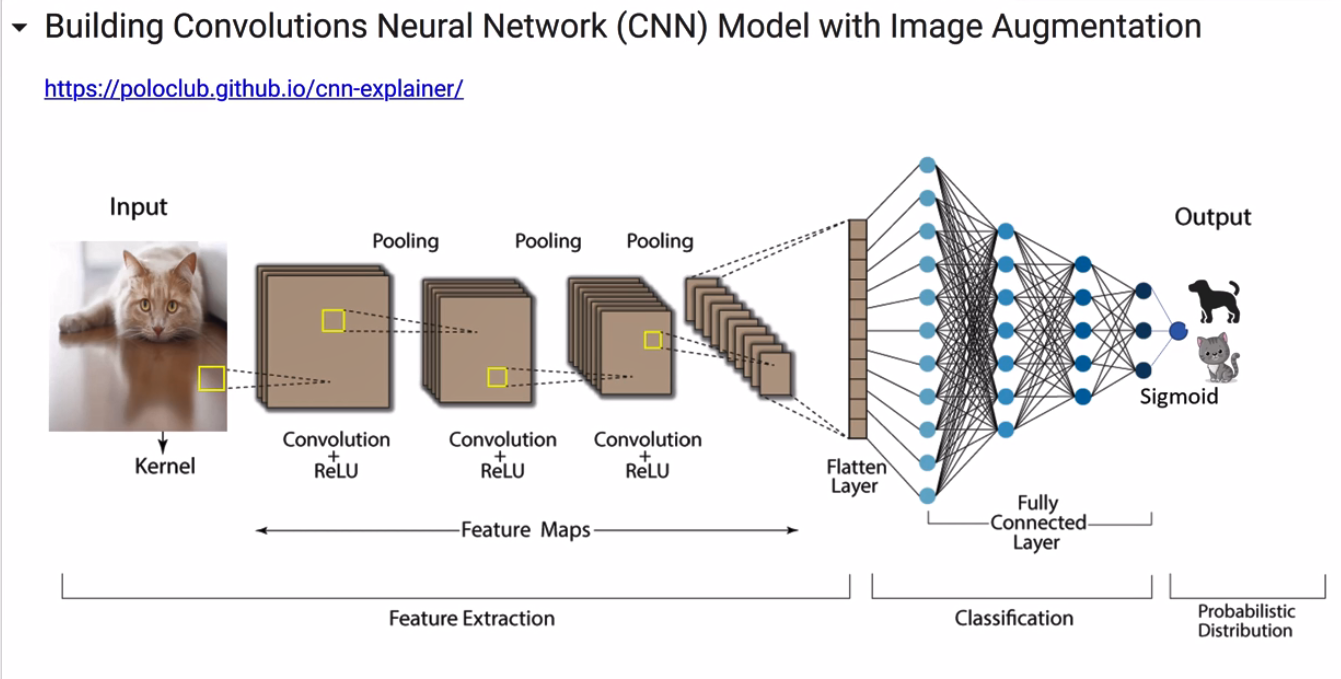 Building Convolutions Neural Network (CNN) Model with Image Augmentation
https://poloclub.github.io/cnn-explainer/
Input
Pooling
Pooling
Pooling
Output
Kernel
Convolution
+
ReLU
Convolution
+
ReLU
Convolution
+
ReLU
Flatten
Layer
Sigmoid
Fully
Connected
Layer
Feature Maps
Feature Extraction
Classification
Probabilistic
Distribution